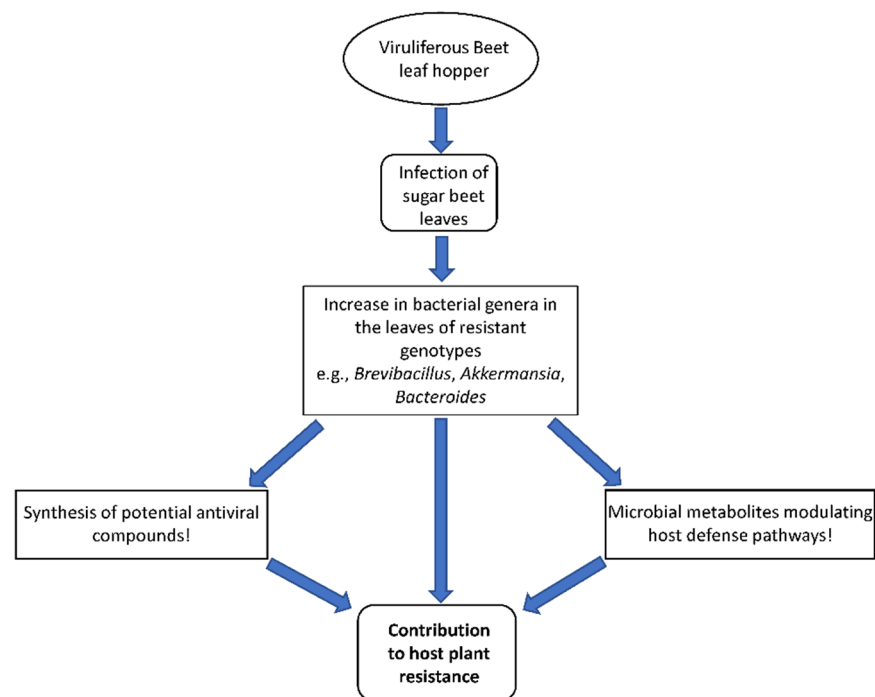 Viruliferous Beet
leaf hopper
Infection of
sugar beet
leaves
Increase in bacterial genera in
the leaves of resistant
genotypes
e.g., Brevibacillus, Akkermansia,
Bacteroides
Synthesis of potential antiviral
compounds!
Microbial metabolites modulating
host defense pathways!
Contribution
to host plant
resistance